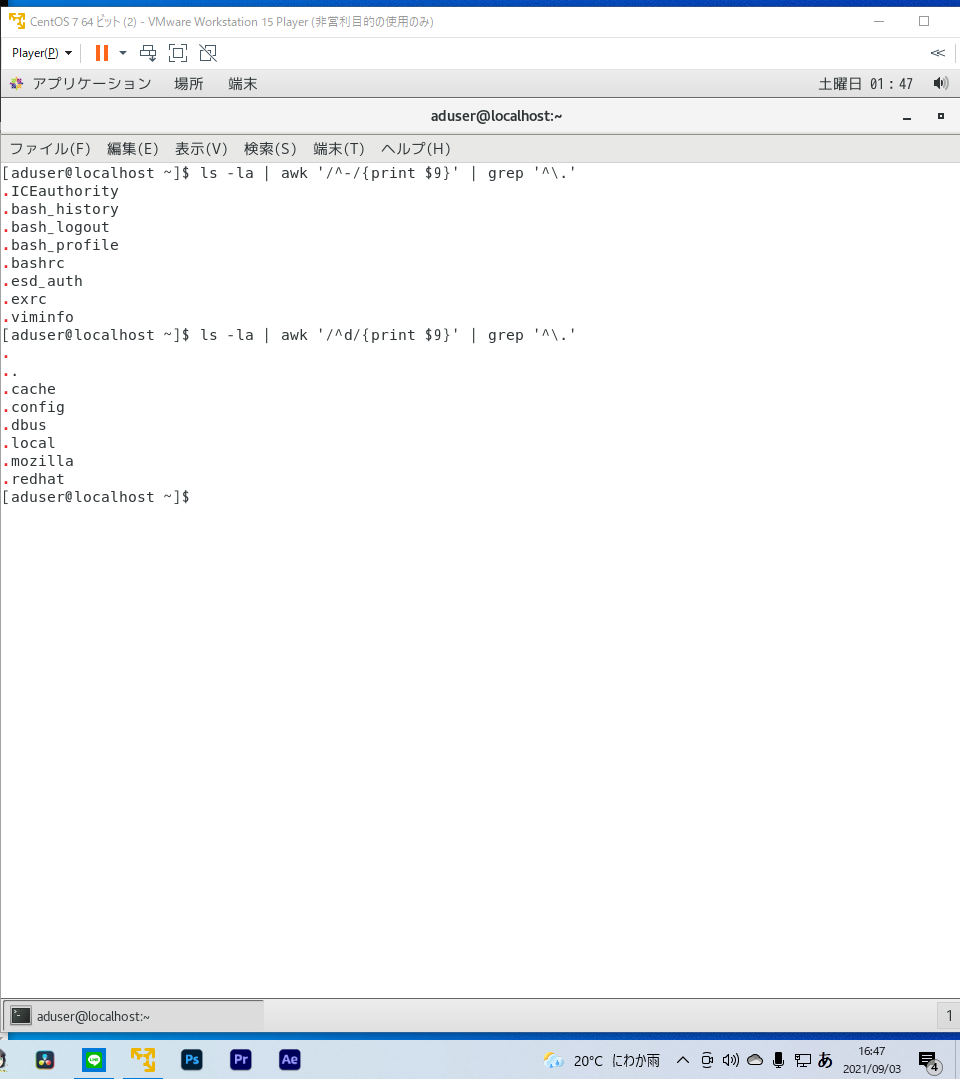 CentOS 7 64 ビット (2) - VMware Workstation 15 Player (非営利目的の使用のみ)
Player(P)
アプリケーション 場所 端末 土曜日 01:47
aduser@localhost:~
ファイル(F) 編集(E) 表示(V) 検索(S) 端末(T) ヘルプ(H)
[aduser@localhost ~]$ ls -la | awk '/^-/{print $9}' | grep '^\.'
.ICEauthority
.bash_history
.bash_logout
.bash_profile
.bashrc
.esd_auth
.exrc
.viminfo
[aduser@localhost ~]$ ls -la | awk '/^d/{print $9}' | grep '^\.'
.
..
.cache
.config
.dbus
.local
.mozilla
.redhat
[aduser@localhost ~]$
aduser@localhost:~ 1
LINE Ps Pr Ae 20°C にわか雨 あ 16:47
2021/09/03 4